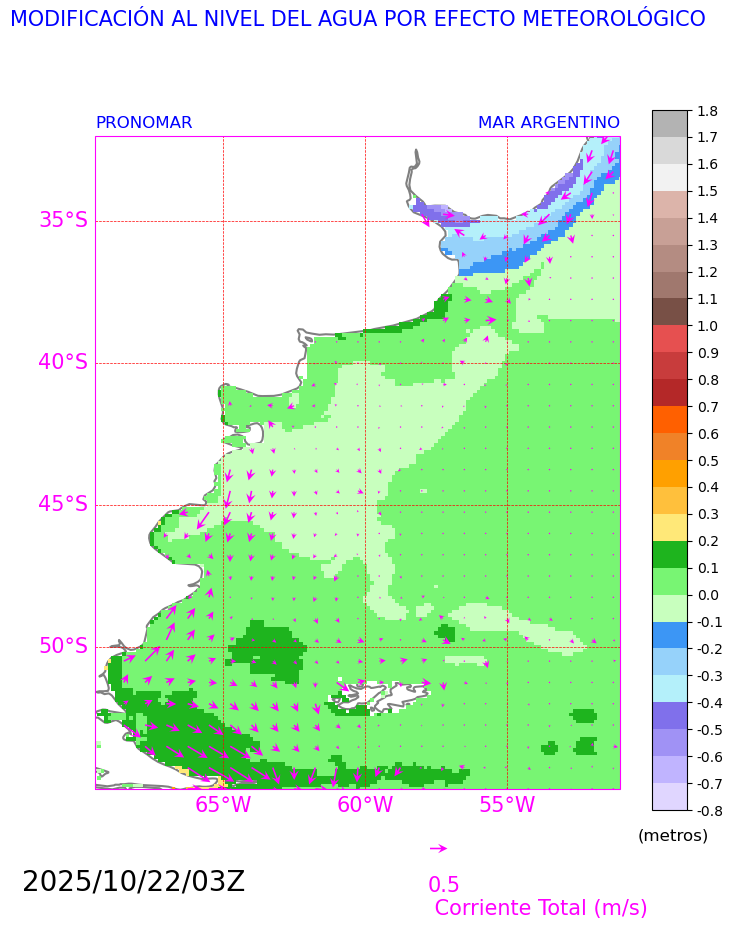 MODIFICACIÓN AL NIVEL DEL AGUA POR EFECTO METEOROLÓGICO
PRONOMAR MAR ARGENTINO
35°S
40°S
45°S
50°S
65°W 60°W 55°W
1.8
1.7
1.6
1.5
1.4
1.3
1.2
1.1
1.0
0.9
0.8
0.7
0.6
0.5
0.4
0.3
0.2
0.1
0.0
-0.1
-0.2
-0.3
-0.4
-0.5
-0.6
-0.7
-0.8
(metros)
2025/10/22/03Z
0.5
Corriente Total (m/s)